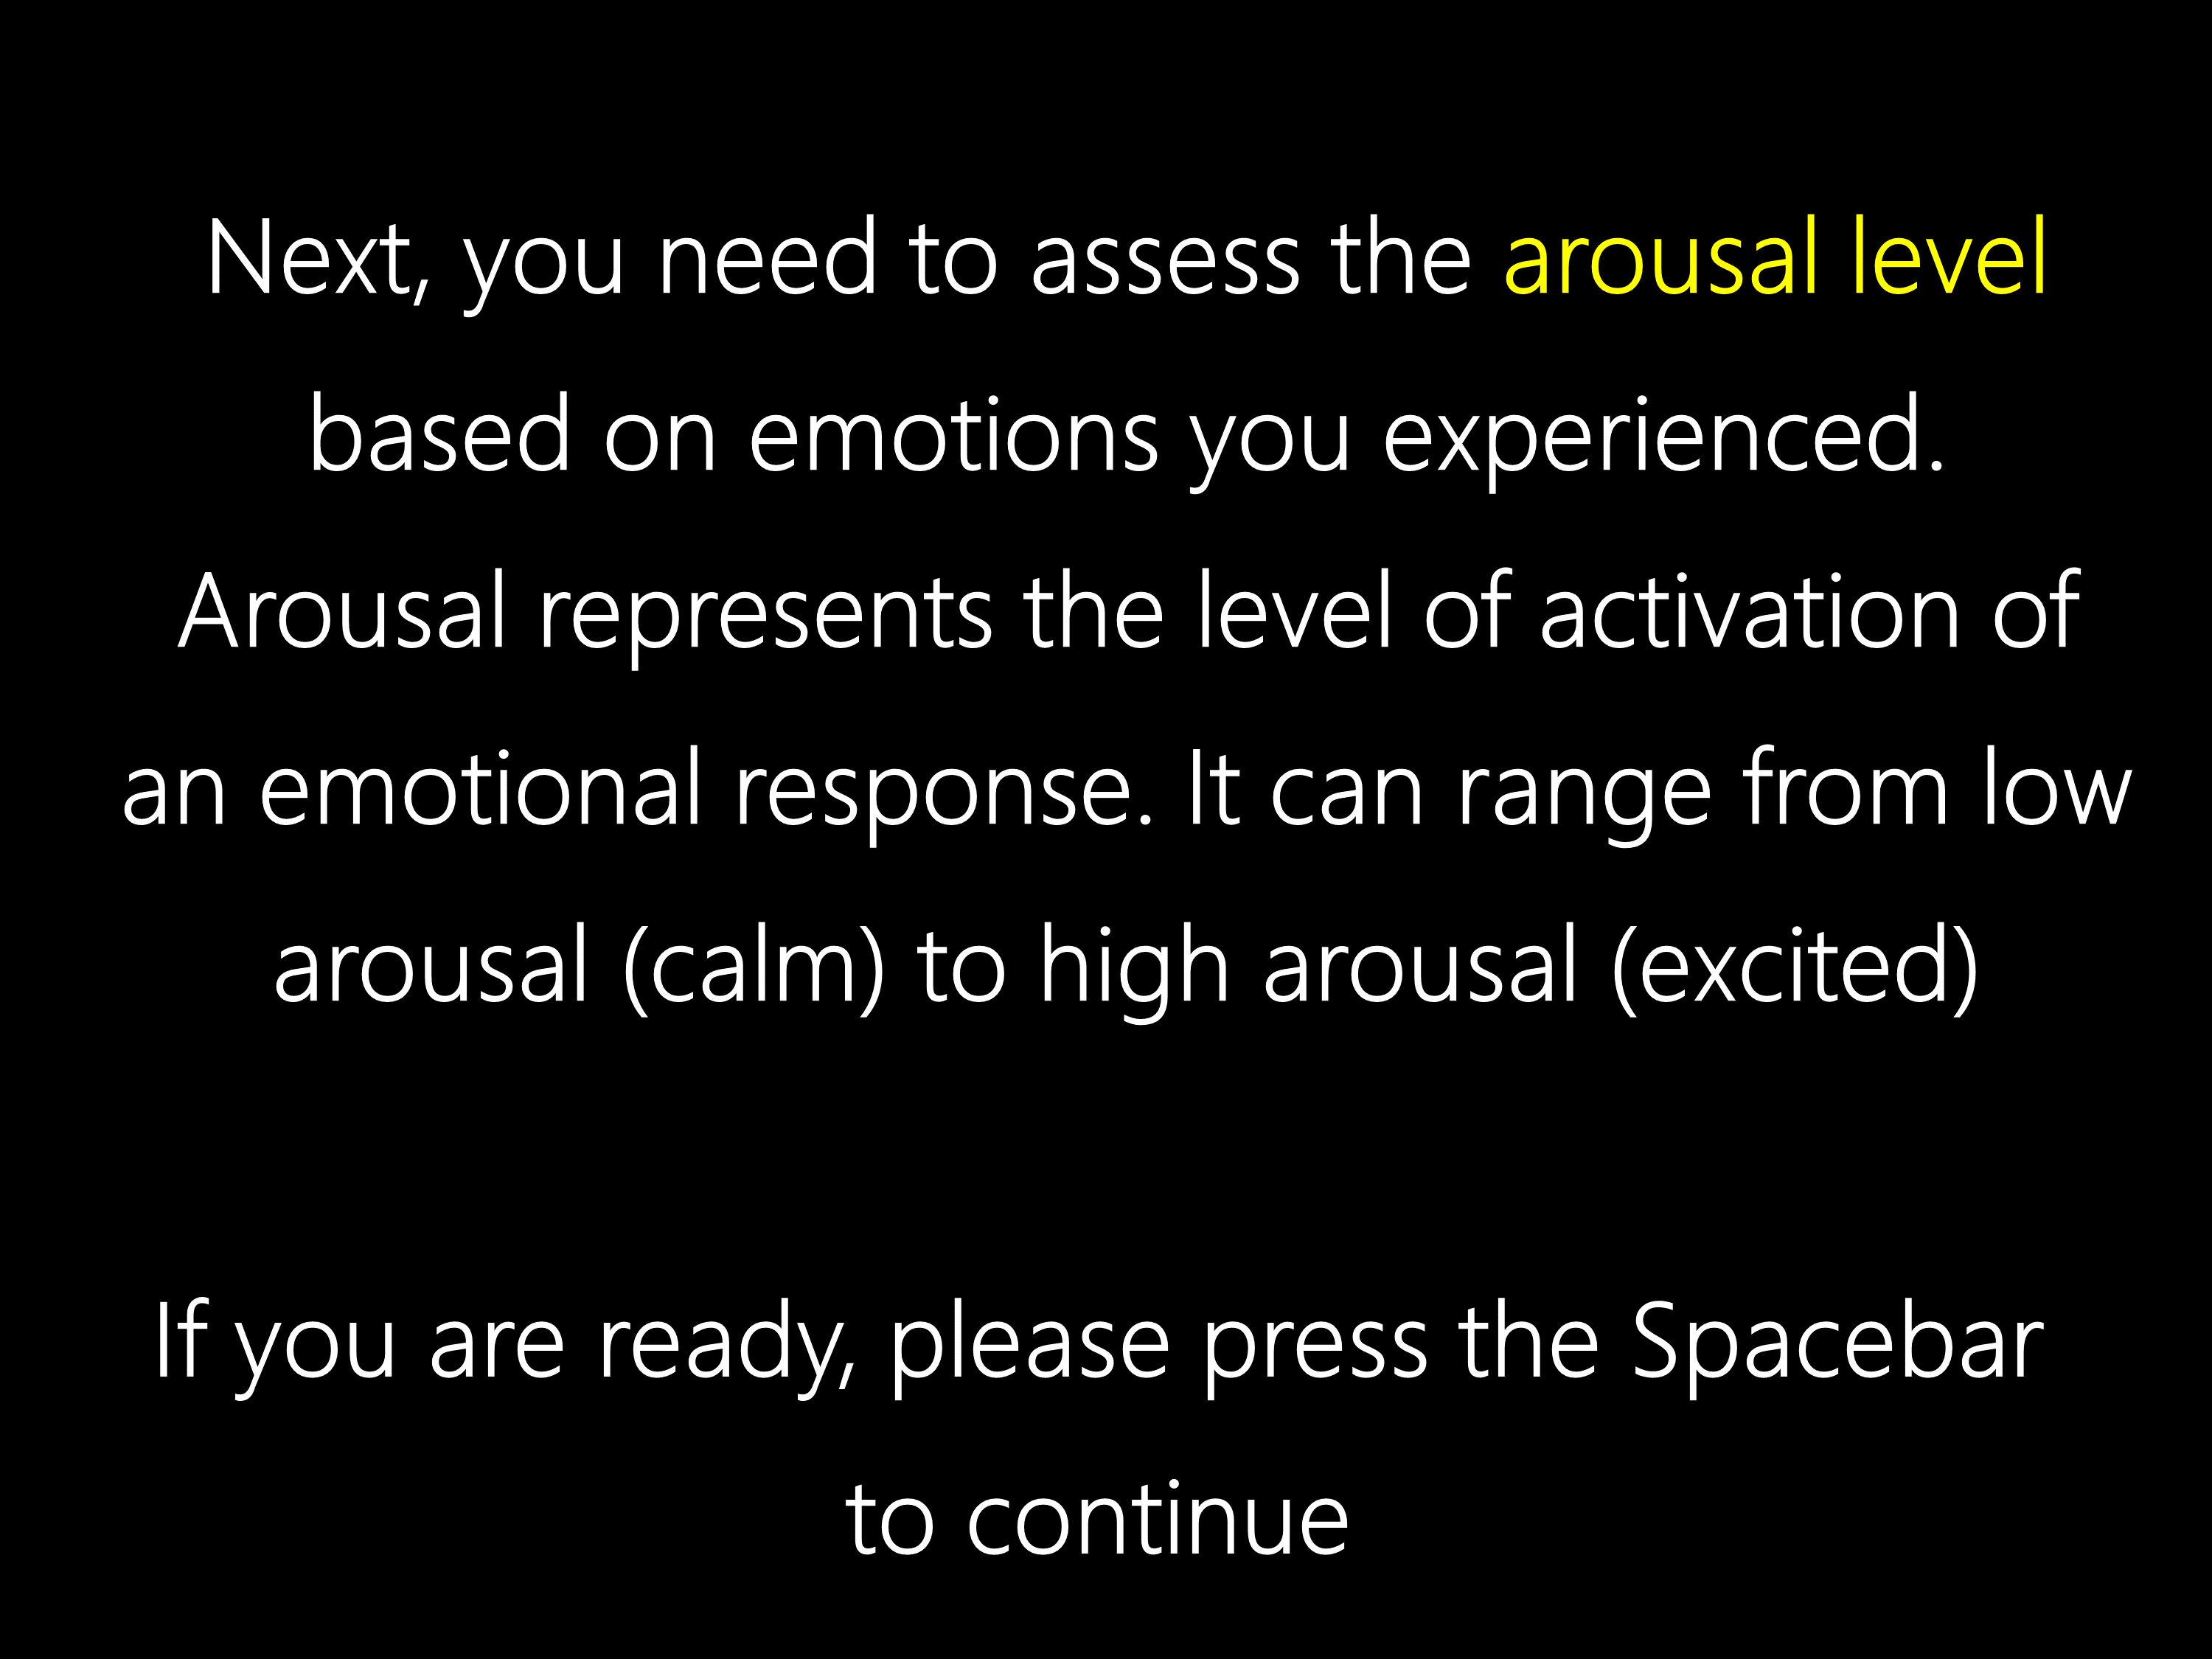 Next, you need to assess the arousal level
based on emotions you experienced.
Arousal represents the level of activation of
an emotional response. It can range from low
arousal (calm) to high arousal (excited)
If you are ready, please press the Spacebar
to continue